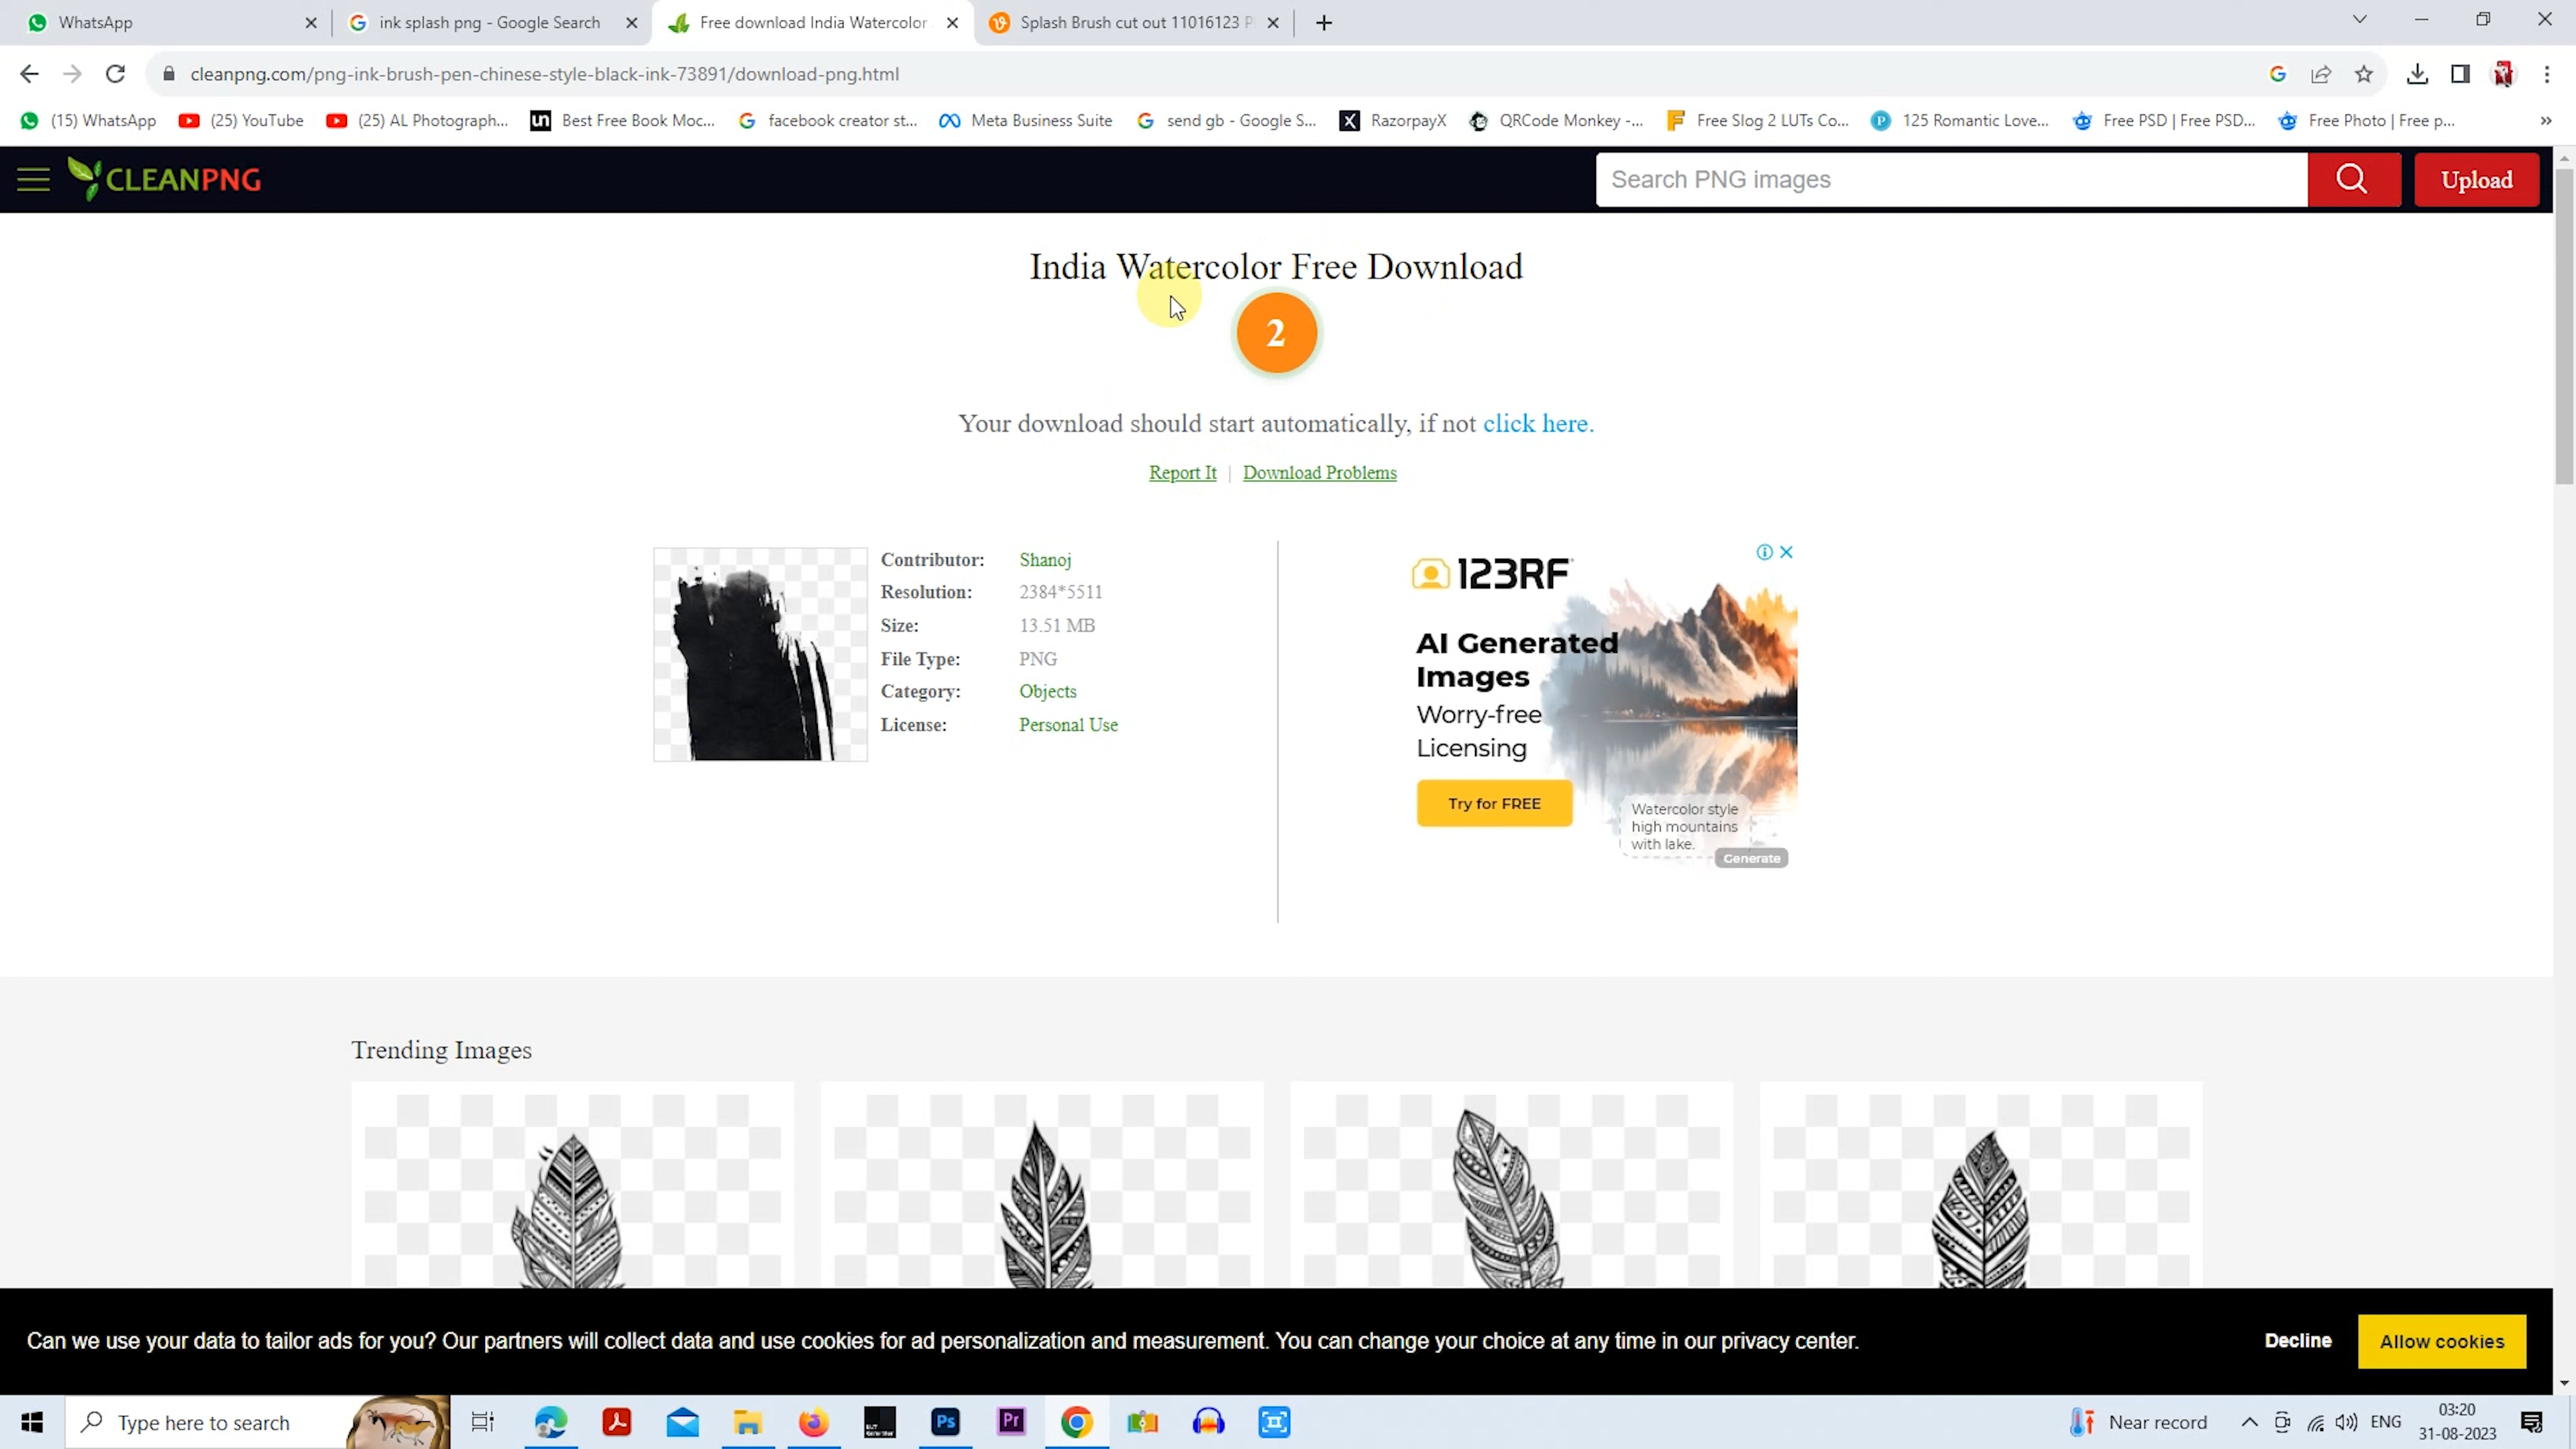 WhatsApp
ink splash png - Google Search
Free download India Watercolor
Splash Brush cut out 11016123 P
cleanpng.com/png-ink-brush-pen-chinese-style-black-ink-73891/download-png.html
(15) WhatsApp
(25) YouTube
(25) AL Photograph...
un
Best Free Book Moc...
facebook creator st...
Meta Business Suite
send gb - Google S...
RazorpayX
QRCode Monkey -...
Free Slog 2 LUTs Co...
125 Romantic Love...
Free PSD | Free PSD...
Free Photo | Free p...
CLEANPNG
Search PNG images
Upload
India Watercolor Free Download
2
Your download should start automatically, if not click here.
Report It | Download Problems
Contributor: Shanoj
Resolution: 2384*5511
Size: 13.51 MB
File Type: PNG
Category: Objects
License: Personal Use
123RF
AI Generated
Images
Worry-free
Licensing
Try for FREE
Watercolor style
high mountains
with lake.
Generate
Trending Images
Can we use your data to tailor ads for you? Our partners will collect data and use cookies for ad personalization and measurement. You can change your choice at any time in our privacy center.
Decline
Allow cookies
Type here to search
Ps
Pr
Near record
ENG
03:20
31-08-2023